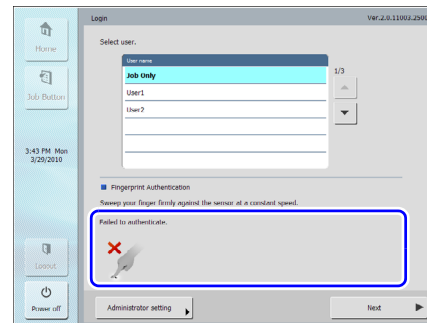 Login
Ver.2.0.11003.2500
Home
Select user.
User name
Job Only
1/3
User1
Job Button
User2
3:43 PM Mon
3/29/2010
Fingerprint Authentication
Sweep your finger firmly against the sensor at a constant speed.
Failed to authenticate.
Logout
Power off
Administrator setting
Next